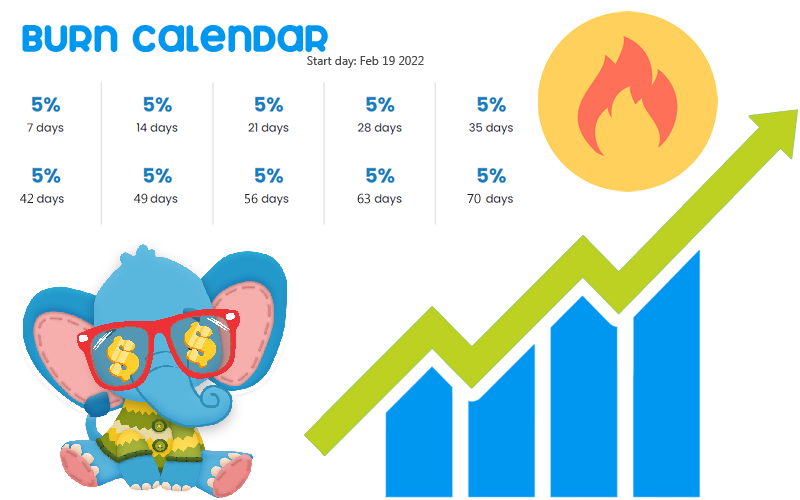 BURN CALENDAR
Start day: Feb 19 2022
5% 5% 5% 5% 5%
7 days 14 days 21 days 28 days 35 days
5% 5% 5% 5% 5%
42 days 49 days 56 days 63 days 70 days
$ $